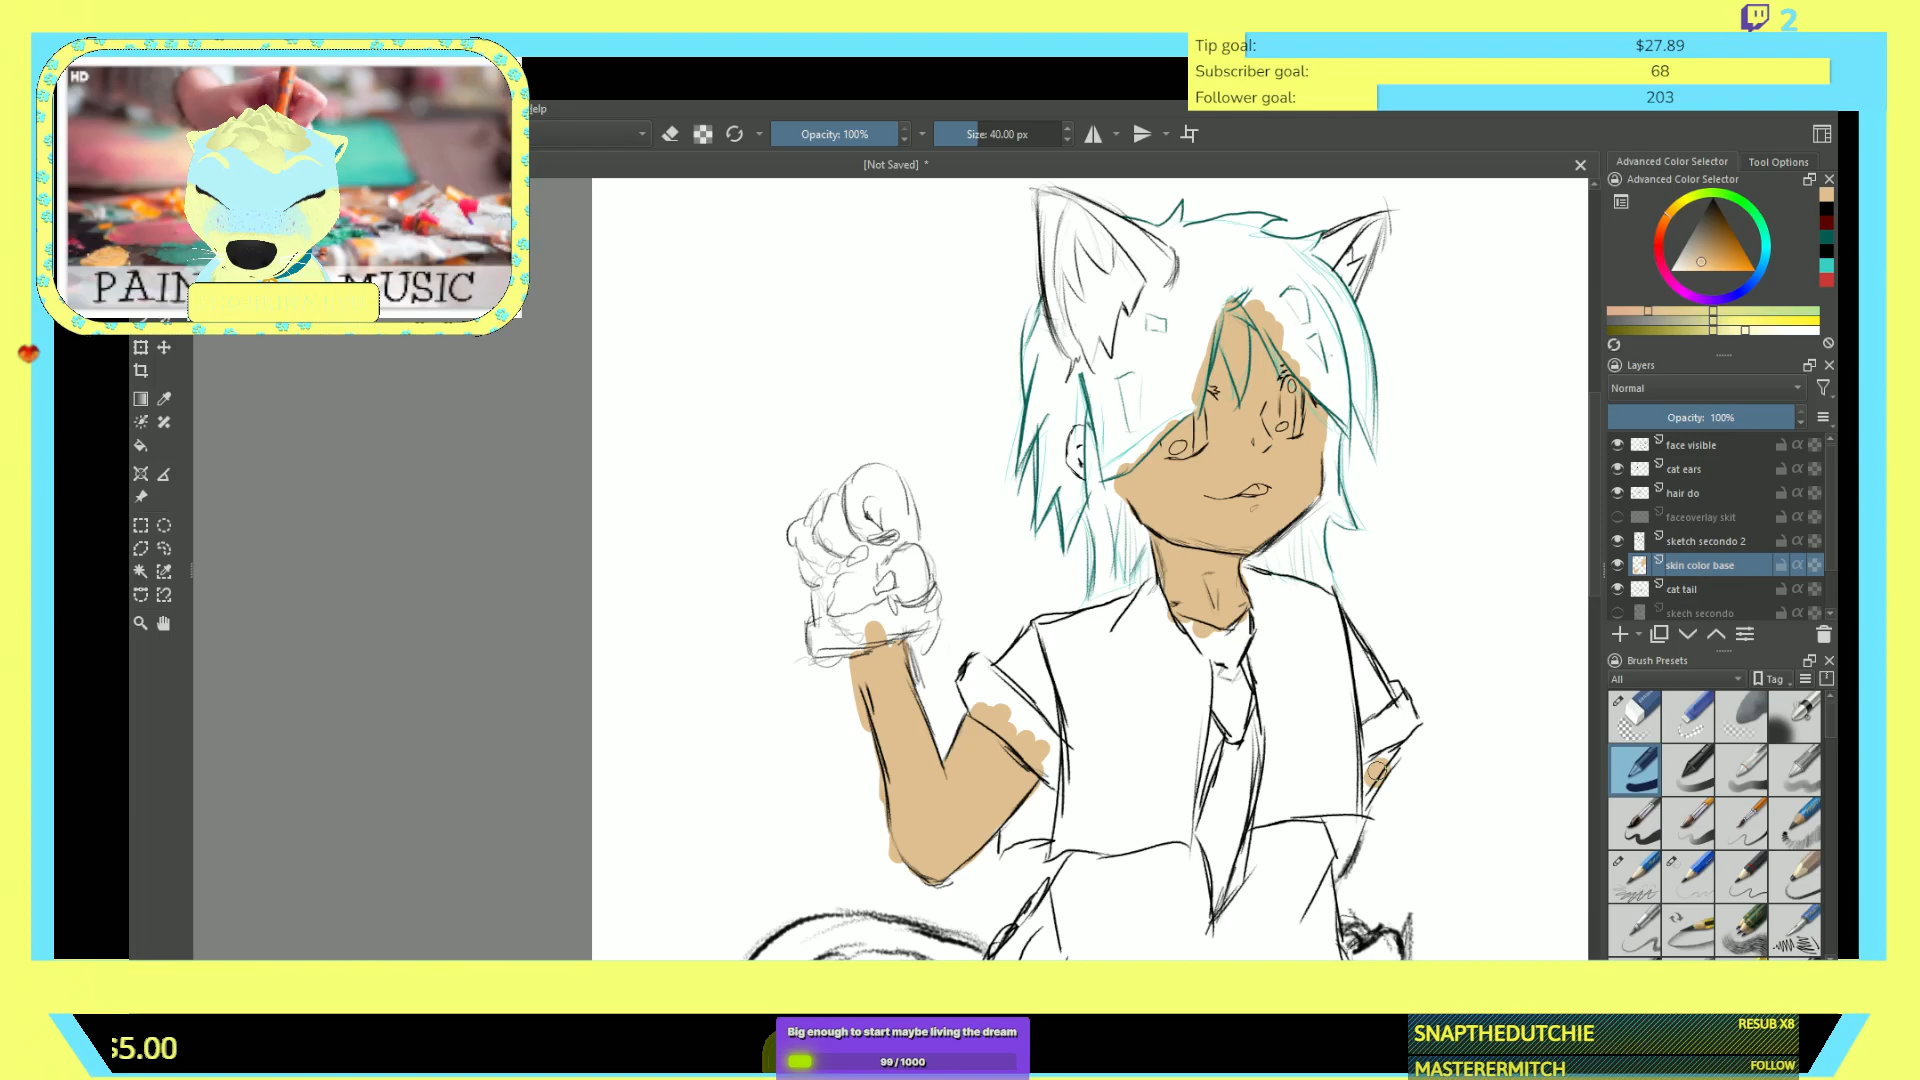 2
Tip goal:
$27.89
Subscriber goal:
68
Follower goal:
203
HD
MUSIC
Opacity: 100%
Size: 40.00 px
[Not Saved] *
Advanced Color Selector
Tool Options
Advanced Color Selector
Layers
Normal
Opacity: 100%
face visible
cat ears
hair do
faceoverlay skit
sketch secondo 2
skin color base
cat tail
skech secondo
Brush Presets
All
Tag
$5.00
Big enough to start maybe living the dream
99 / 1000
SNAPTHEDUTCHIE
RESUB X8
MASTERERMITCH
FOLLOW